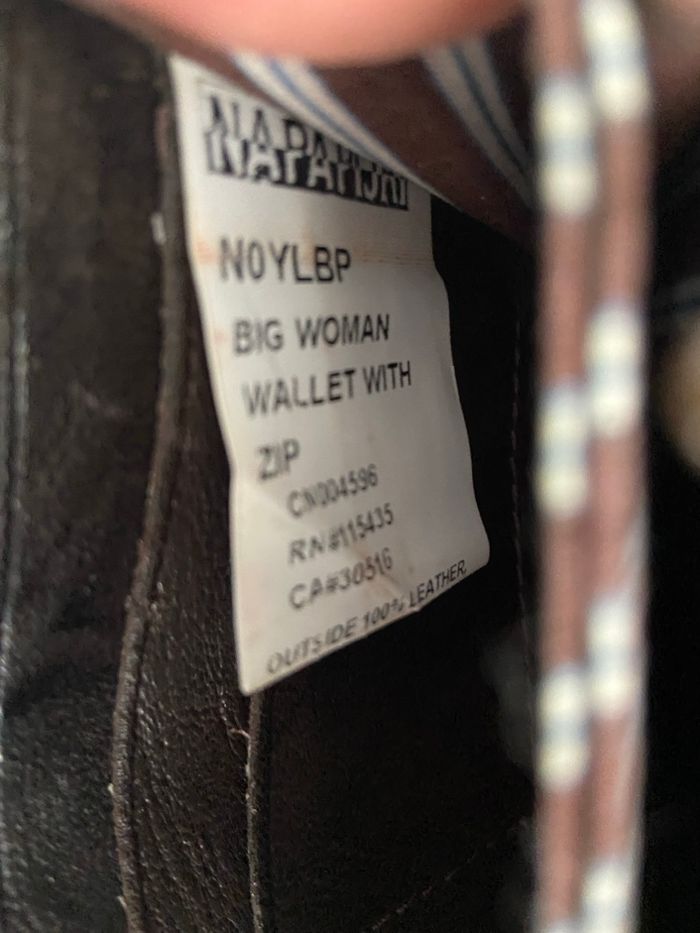 NAPAPIJRI
N0YLBP
BIG WOMAN
WALLET WITH
ZIP
CN004596
RN#115435
CA#30516
OUTSIDE 100% LEATHER,